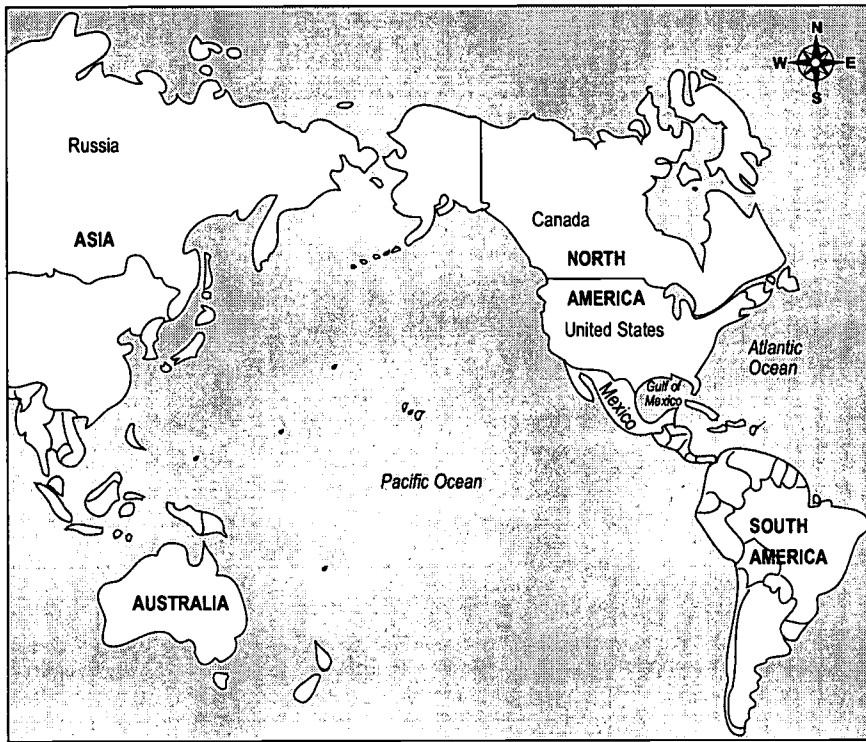 N
W E
S
Russia
ASIA
Canada
NORTH
AMERICA
United States
Atlantic
Ocean
Gulf of
Mexico
Mexico
Pacific Ocean
SOUTH
AMERICA
AUSTRALIA